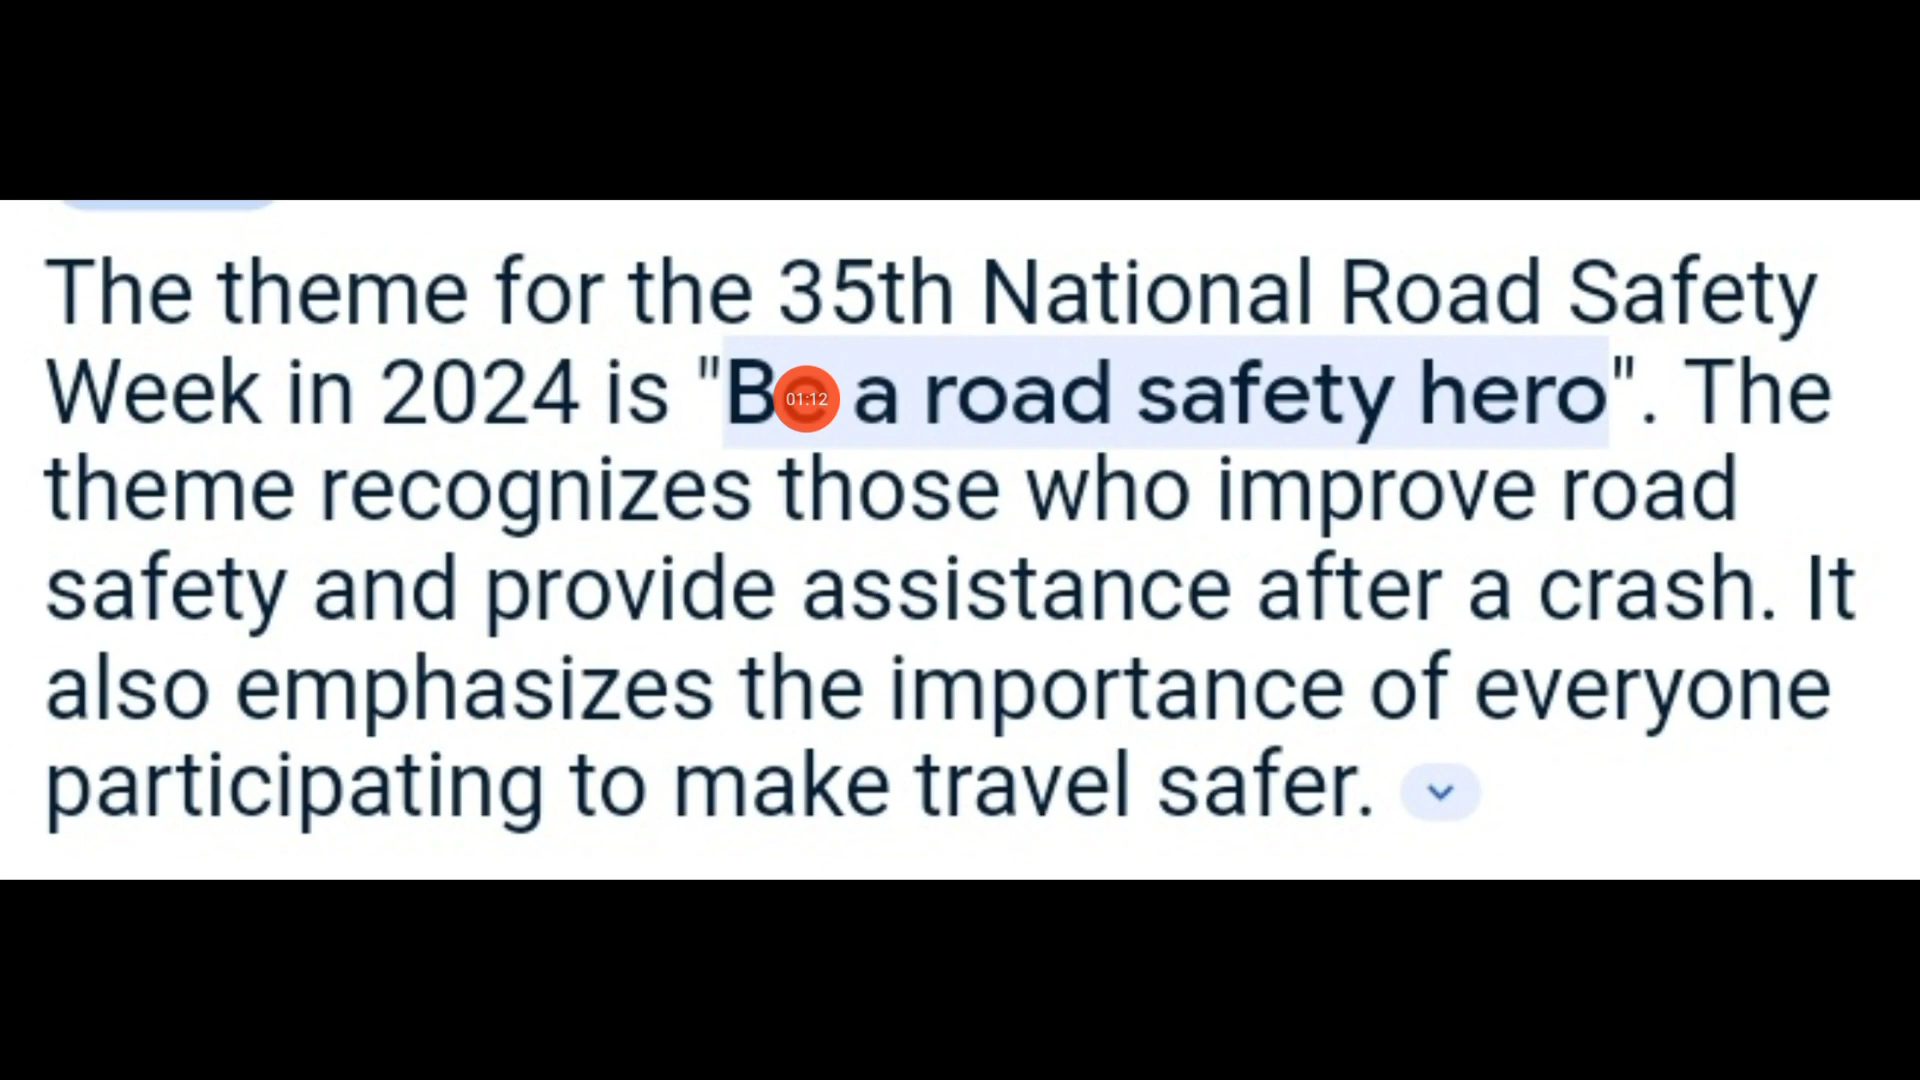 The theme for the 35th National Road Safety
Week in 2024 is "Be a road safety hero". The
theme recognizes those who improve road
safety and provide assistance after a crash. It
also emphasizes the importance of everyone
participating to make travel safer.
01:12